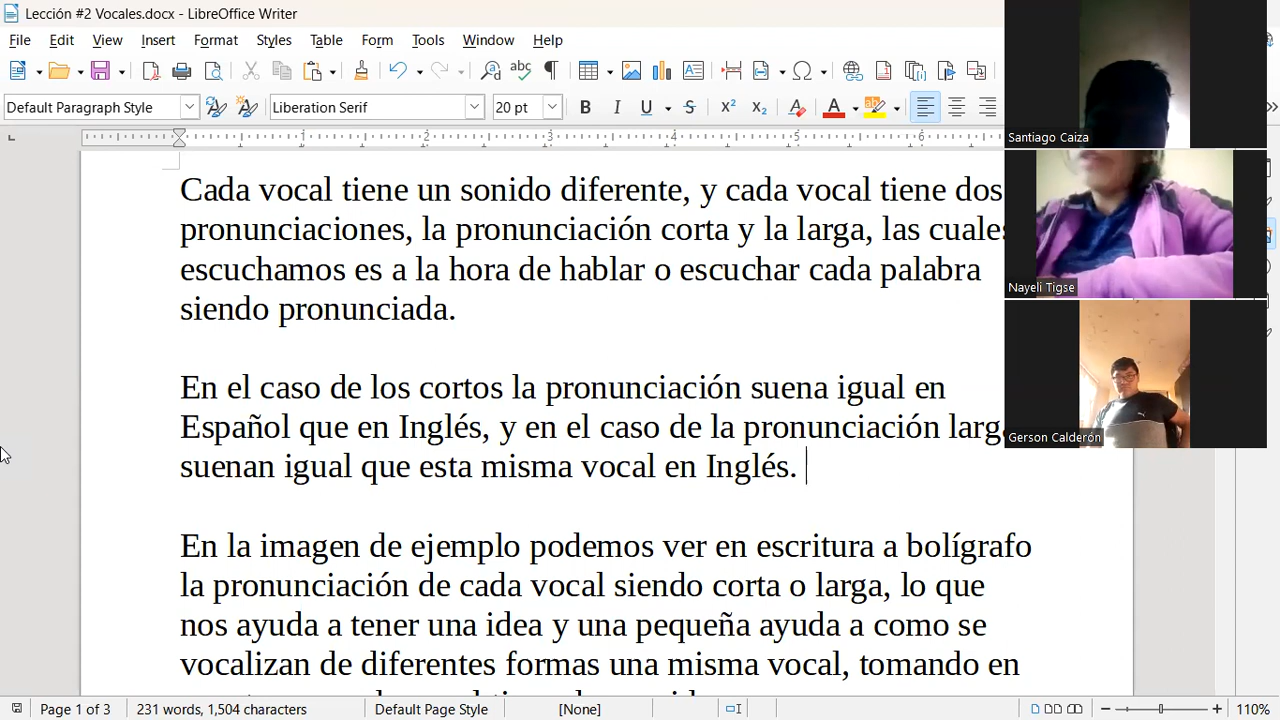 Lección #2 Vocales.docx - LibreOffice Writer
File Edit View Insert Format Styles Table Form Tools Window Help
Default Paragraph Style Liberation Serif 20 pt
Cada vocal tiene un sonido diferente, y cada vocal tiene dos
pronunciaciones, la pronunciación corta y la larga, las cuales
escuchamos es a la hora de hablar o escuchar cada palabra
siendo pronunciada.
En el caso de los cortos la pronunciación suena igual en
Español que en Inglés, y en el caso de la pronunciación larga
suenan igual que esta misma vocal en Inglés.
En la imagen de ejemplo podemos ver en escritura a bolígrafo
la pronunciación de cada vocal siendo corta o larga, lo que
nos ayuda a tener una idea y una pequeña ayuda a como se
vocalizan de diferentes formas una misma vocal, tomando en
Santiago Caiza
Nayeli Tigse
Gerson Calderón
Page 1 of 3 231 words, 1,504 characters Default Page Style [None] 110%